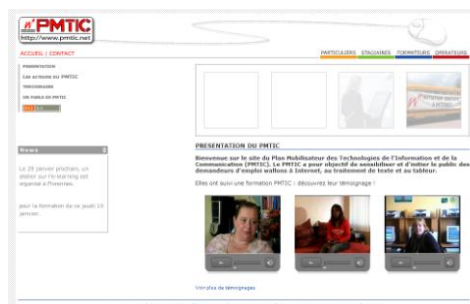 PMTIC
http://www.pmtic.net
ACCUEIL | CONTACT
PARTICULIERS STAGIAIRES FORMATEURS OPERATEURS
PRESENTATION
LES ACTEURS DU PMTIC
TEMOIGNAGES
ON PARLE DU PMTIC
News
Le 29 janvier prochain, un
atelier sur l'e-learning est
organisé à Florennes.
pour la formation de ce jeudi 10
janvier.
PRESENTATION DU PMTIC
Bienvenue sur le site du Plan Mobilisateur des Technologies de l'Information et de la
Communication (PMTIC). Le PMTIC a pour objectif de sensibiliser et d'initier le public des
demandeurs d'emploi wallons à Internet, au traitement de texte et au tableur.
Elles ont suivi une formation PMTIC : découvrez leur témoignage !
Voir plus de témoignages